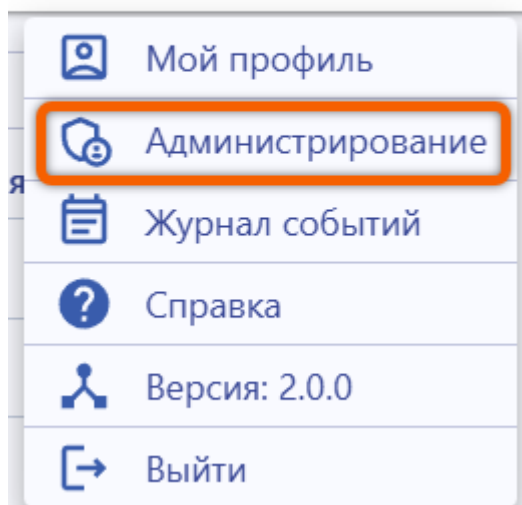 Мой профиль
Администрирование
я
Журнал событий
Справка
Версия: 2.0.0
Выйти